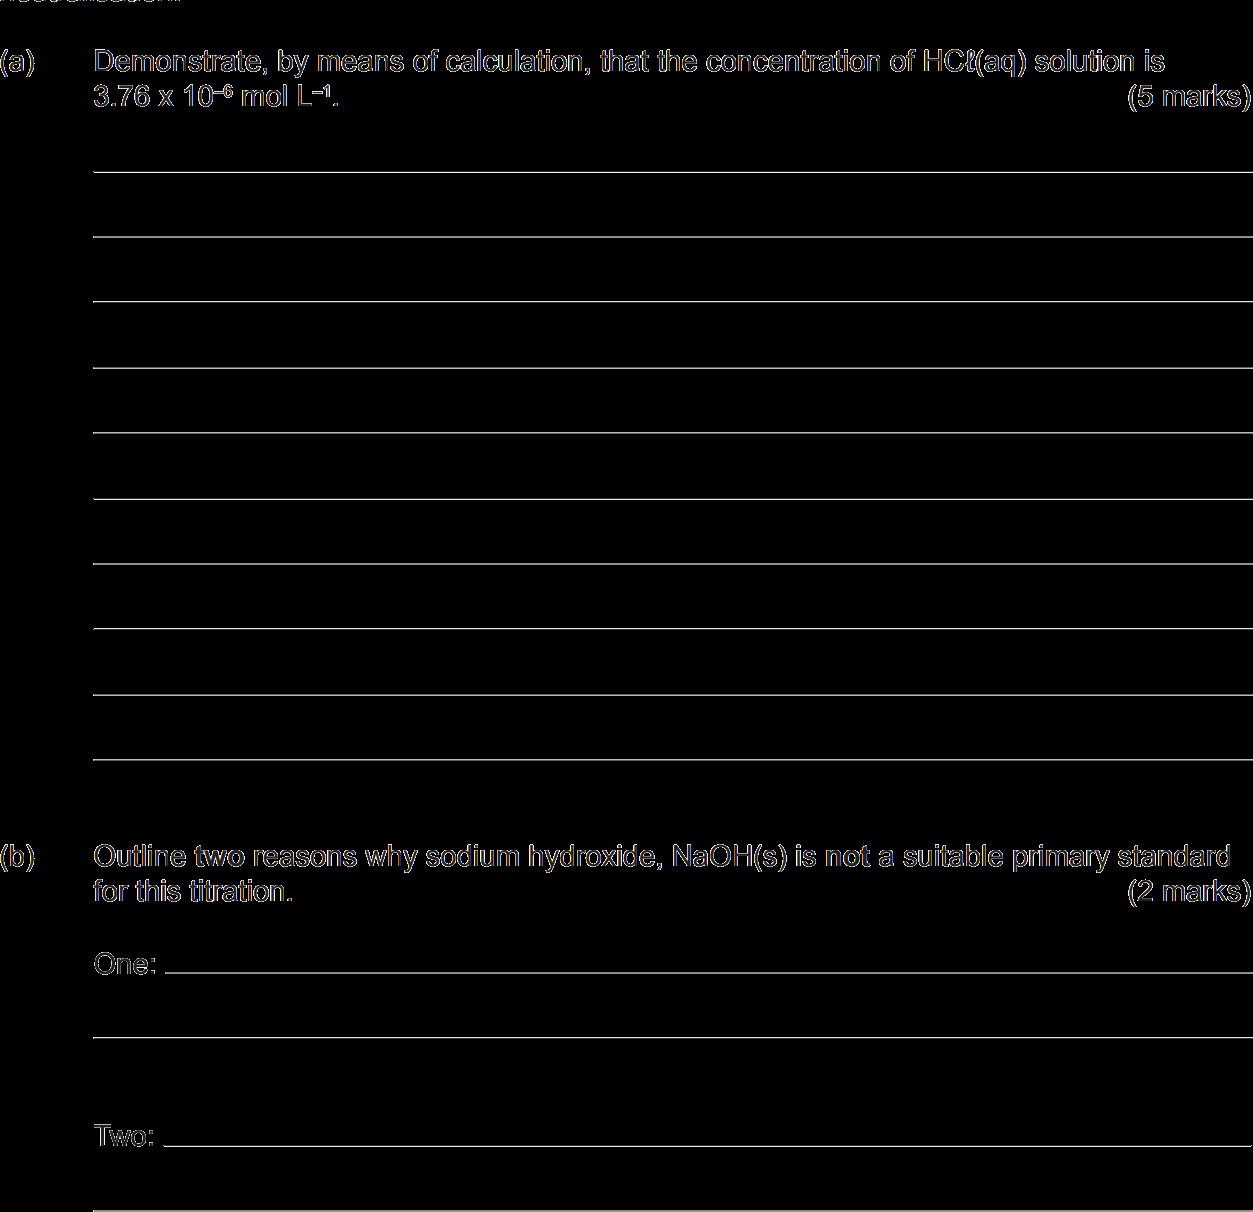 (a) Demonstrate, by means of calculation, that the concentration of HCℓ(aq) solution is
3.76 x 10⁻⁶ mol L⁻¹. (5 marks)
(b) Outline two reasons why sodium hydroxide, NaOH(s) is not a suitable primary standard
for this titration. (2 marks)
One:
Two: